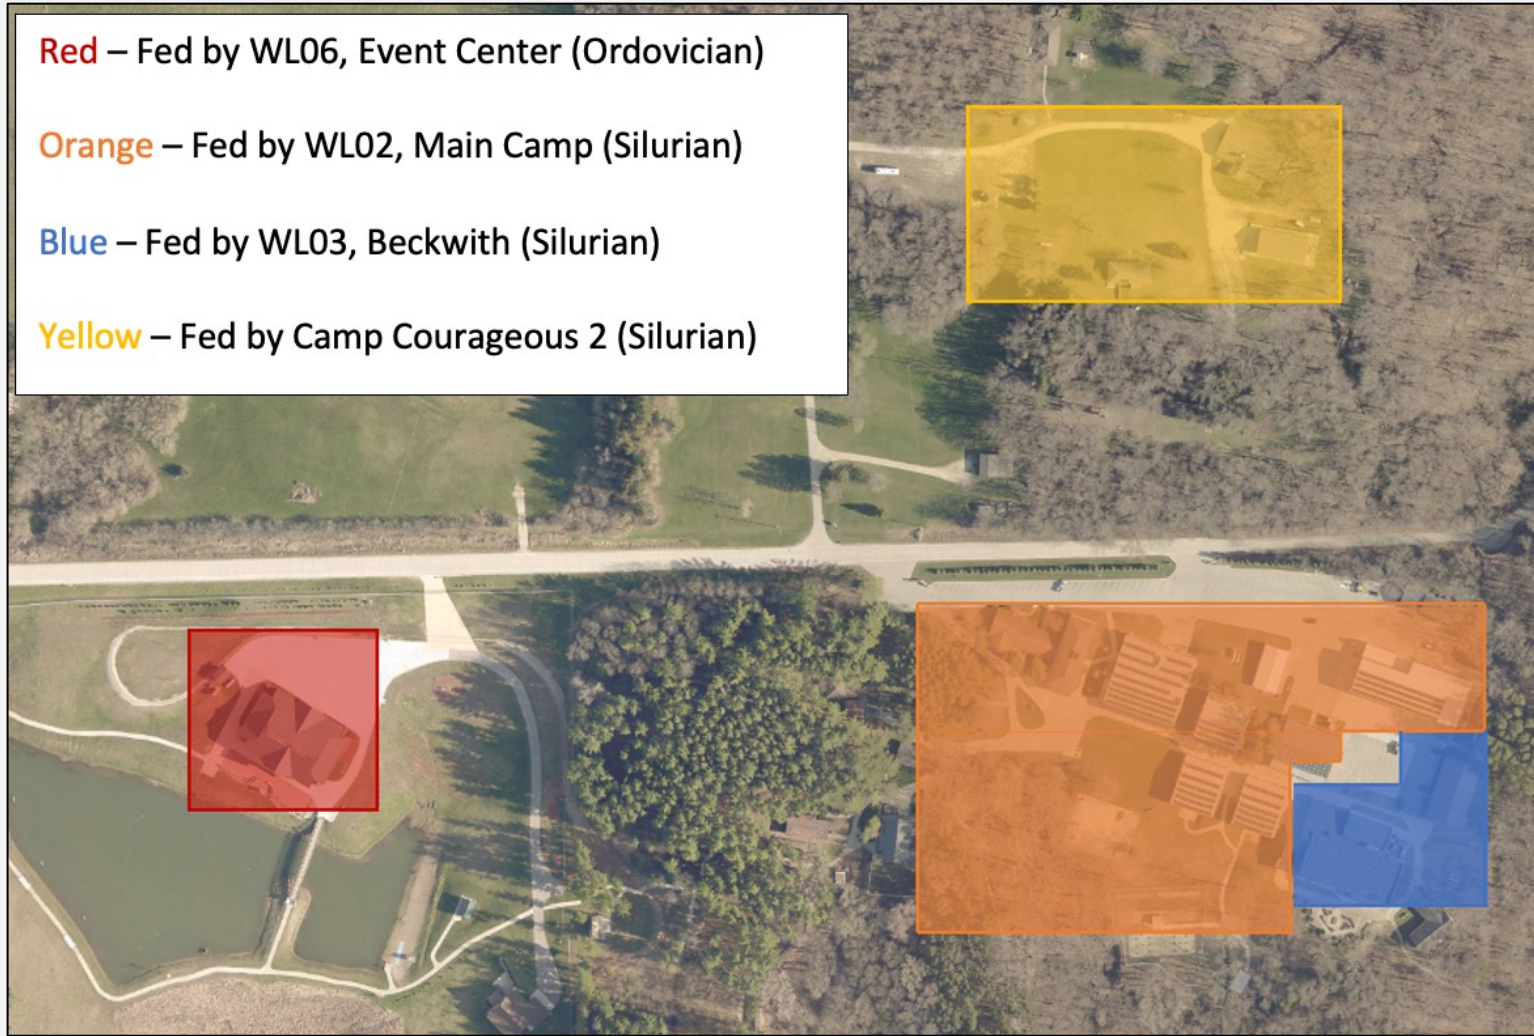 Red – Fed by WL06, Event Center (Ordovician)
Orange – Fed by WL02, Main Camp (Silurian)
Blue – Fed by WL03, Beckwith (Silurian)
Yellow – Fed by Camp Courageous 2 (Silurian)